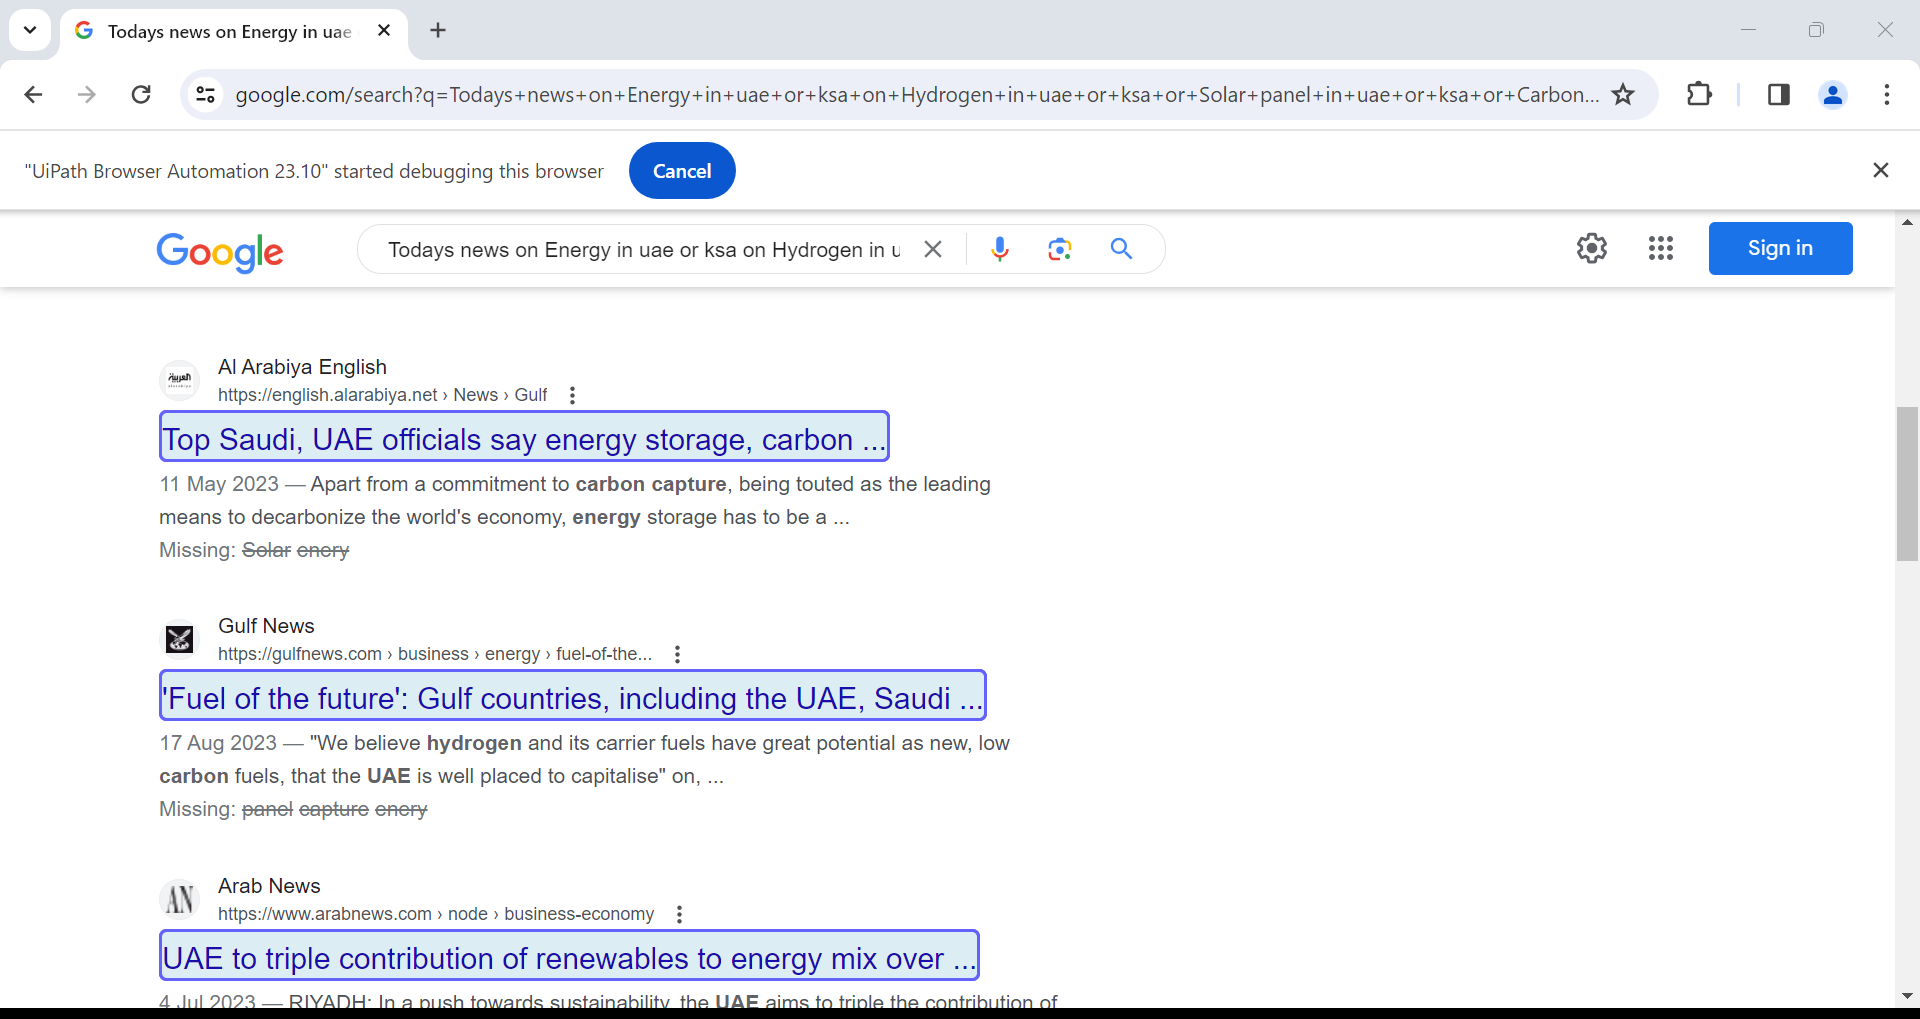 Todays news on Energy in uae
google.com/search?q=Todays+news+on+Energy+in+uae+or+ksa+on+Hydrogen+in+uae+or+ksa+or+Solar+panel+in+uae+or+ksa+or+Carbon...
"UiPath Browser Automation 23.10" started debugging this browser
Cancel
Google
Todays news on Energy in uae or ksa on Hydrogen in u
Sign in
العربية
Al Arabiya English
https://english.alarabiya.net › News › Gulf
Top Saudi, UAE officials say energy storage, carbon ...
11 May 2023 — Apart from a commitment to carbon capture, being touted as the leading
means to decarbonize the world's economy, energy storage has to be a ...
Missing: Solar enery
Gulf News
https://gulfnews.com › business › energy › fuel-of-the...
'Fuel of the future': Gulf countries, including the UAE, Saudi ...
17 Aug 2023 — "We believe hydrogen and its carrier fuels have great potential as new, low
carbon fuels, that the UAE is well placed to capitalise" on, ...
Missing: panel capture enery
AN
Arab News
https://www.arabnews.com › node › business-economy
UAE to triple contribution of renewables to energy mix over ...
4 Jul 2023 — RIYADH: In a push towards sustainability, the UAE aims to triple the contribution of